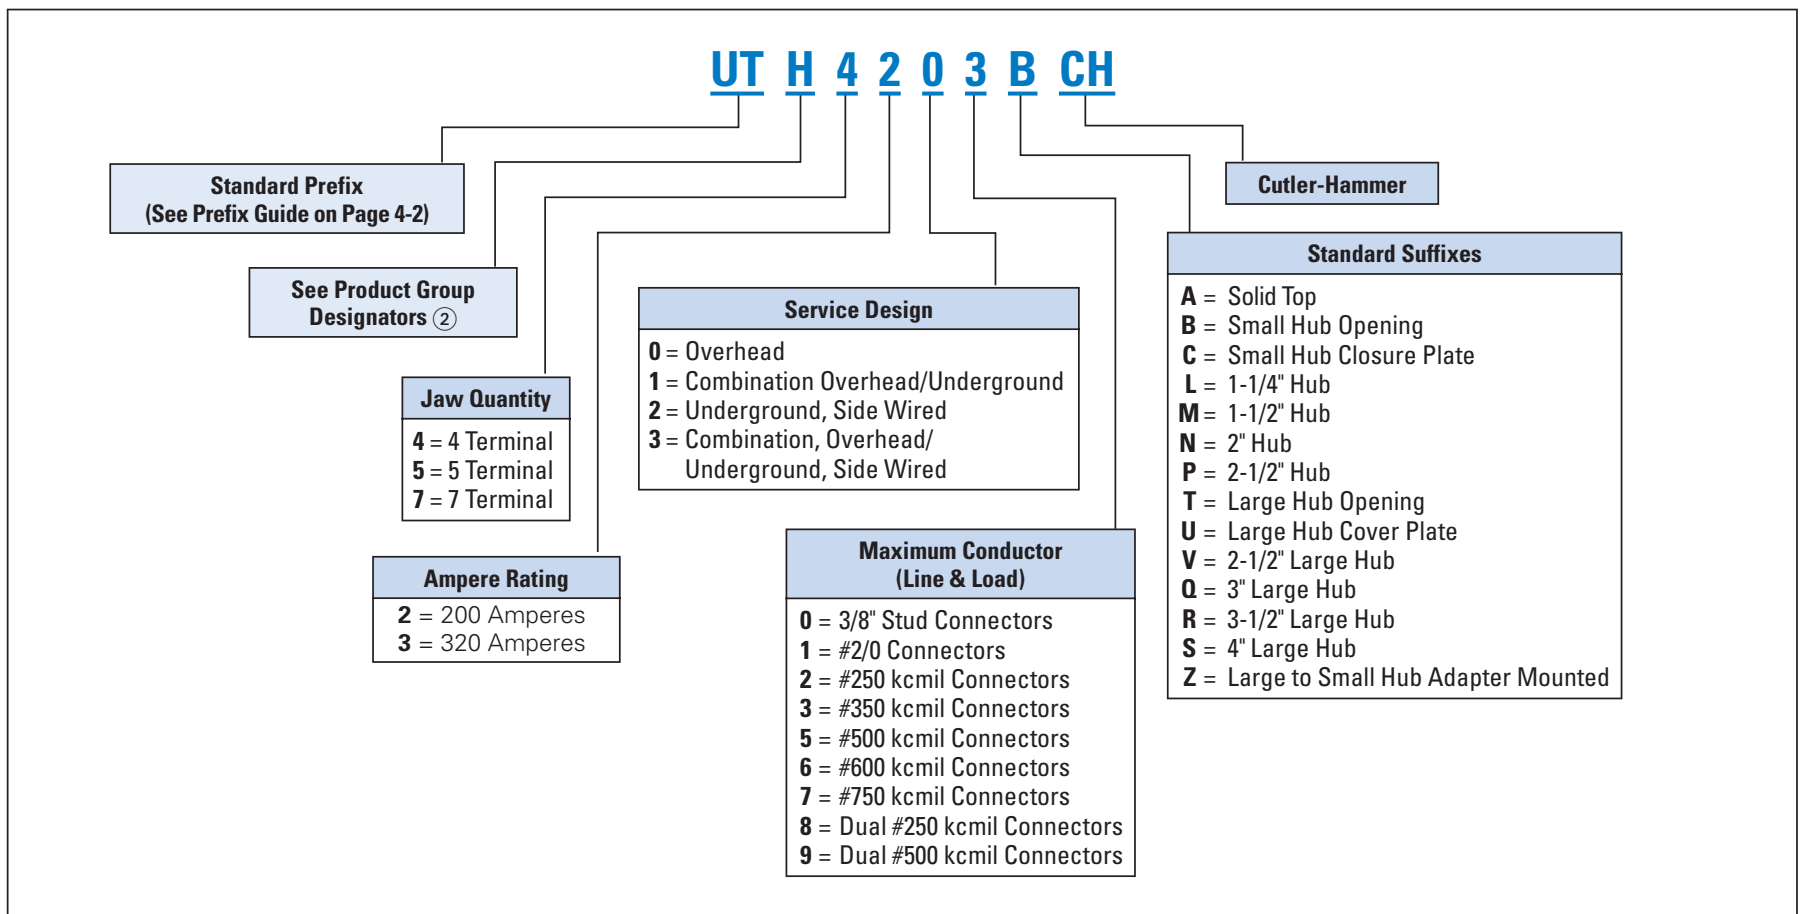 UT H 4 2 0 3 B CH
Standard Prefix
(See Prefix Guide on Page 4-2)
See Product Group
Designators ②
Jaw Quantity
4 = 4 Terminal
5 = 5 Terminal
7 = 7 Terminal
Ampere Rating
2 = 200 Amperes
3 = 320 Amperes
Service Design
0 = Overhead
1 = Combination Overhead/Underground
2 = Underground, Side Wired
3 = Combination, Overhead/
Underground, Side Wired
Maximum Conductor
(Line & Load)
0 = 3/8" Stud Connectors
1 = #2/0 Connectors
2 = #250 kcmil Connectors
3 = #350 kcmil Connectors
5 = #500 kcmil Connectors
6 = #600 kcmil Connectors
7 = #750 kcmil Connectors
8 = Dual #250 kcmil Connectors
9 = Dual #500 kcmil Connectors
Cutler-Hammer
Standard Suffixes
A = Solid Top
B = Small Hub Opening
C = Small Hub Closure Plate
L = 1-1/4" Hub
M = 1-1/2" Hub
N = 2" Hub
P = 2-1/2" Hub
T = Large Hub Opening
U = Large Hub Cover Plate
V = 2-1/2" Large Hub
Q = 3" Large Hub
R = 3-1/2" Large Hub
S = 4" Large Hub
Z = Large to Small Hub Adapter Mounted